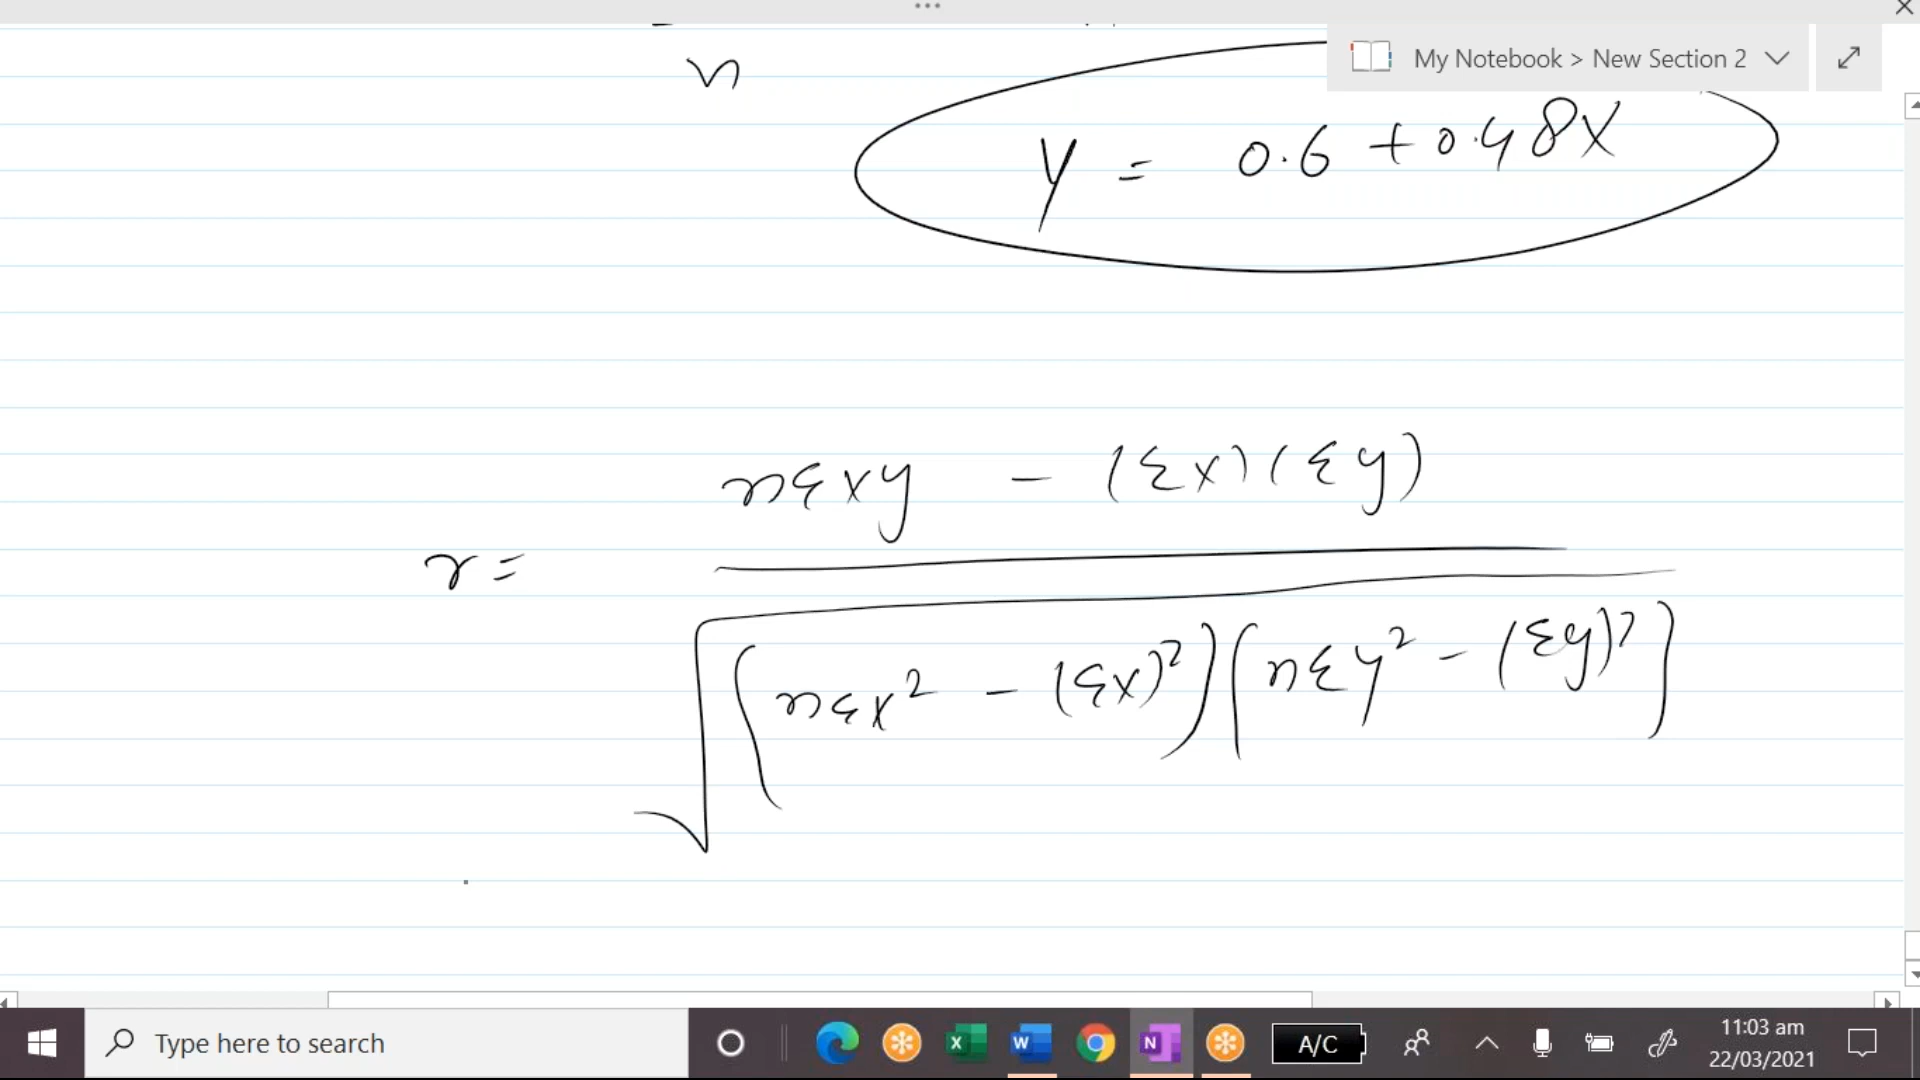 My Notebook > New Section 2
n
y = 0.6 + 0.48x
nΣxy - (Σx)(Σy)
r =
√(nΣx² - (Σx)²)(nΣy² - (Σy)²)
Type here to search
A/C
11:03 am
22/03/2021